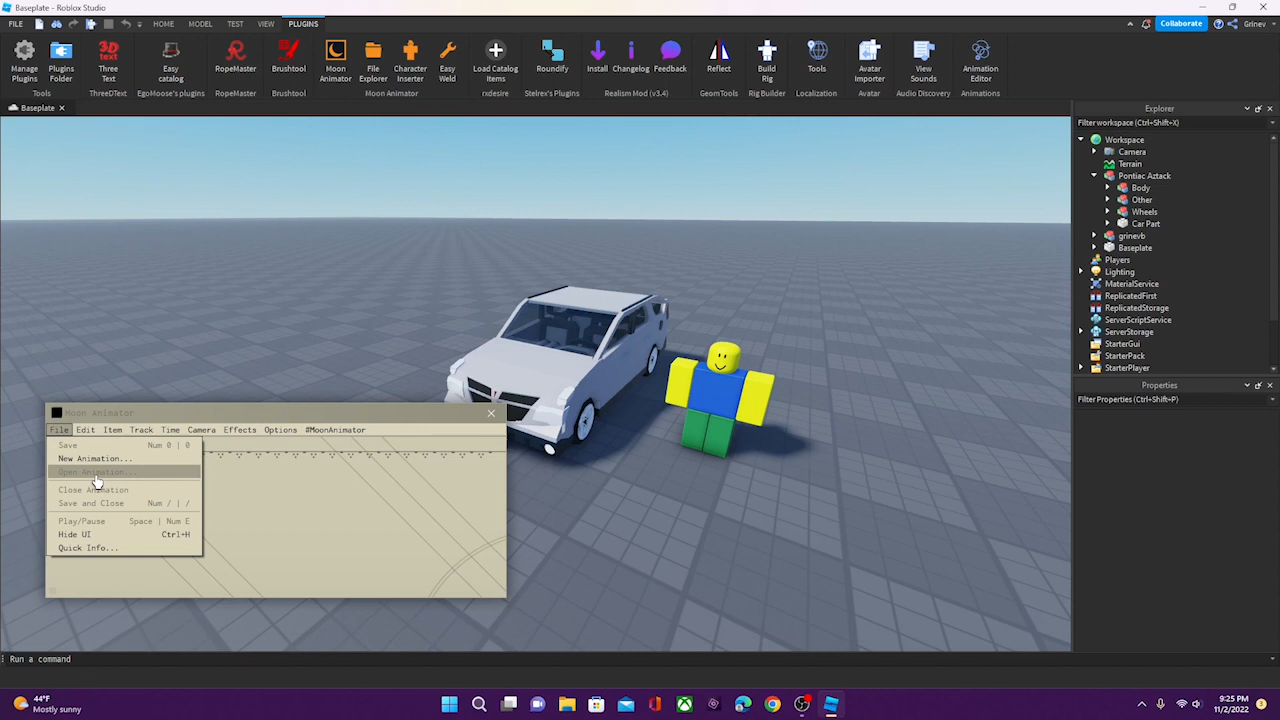 Baseplate - Roblox Studio
FILE HOME MODEL TEST VIEW PLUGINS Collaborate Grinev
Manage Plugins Plugins Folder Three Text Easy catalog RopeMaster Brushtool Moon Animator File Explorer Character Inserter Easy Weld Load Catalog Items Roundify Install Changelog Feedback Reflect Build Rig Tools Avatar Importer View Sounds Animation Editor
Tools ThreeDText EgoMoose's plugins RopeMaster Brushtool Moon Animator rxdesire Stelrex's Plugins Realism Mod (v3.4) GeomTools Rig Builder Localization Avatar Audio Discovery Animations
Baseplate
Explorer
Filter workspace (Ctrl+Shift+X)
Workspace
Camera
Terrain
Pontiac Aztack
Body
Other
Wheels
Car Part
grinevb
Baseplate
Players
Lighting
MaterialService
ReplicatedFirst
ReplicatedStorage
ServerScriptService
ServerStorage
StarterGui
StarterPack
StarterPlayer
Properties
Filter Properties (Ctrl+Shift+P)
Moon Animator
File Edit Item Track Time Camera Effects Options #MoonAnimator
Save Num 0 | 0
New Animation...
Open Animation...
Close Animation
Save and Close Num / | /
Play/Pause Space | Num E
Hide UI Ctrl+H
Quick Info...
Run a command
44°F
Mostly sunny
9:25 PM
11/2/2022